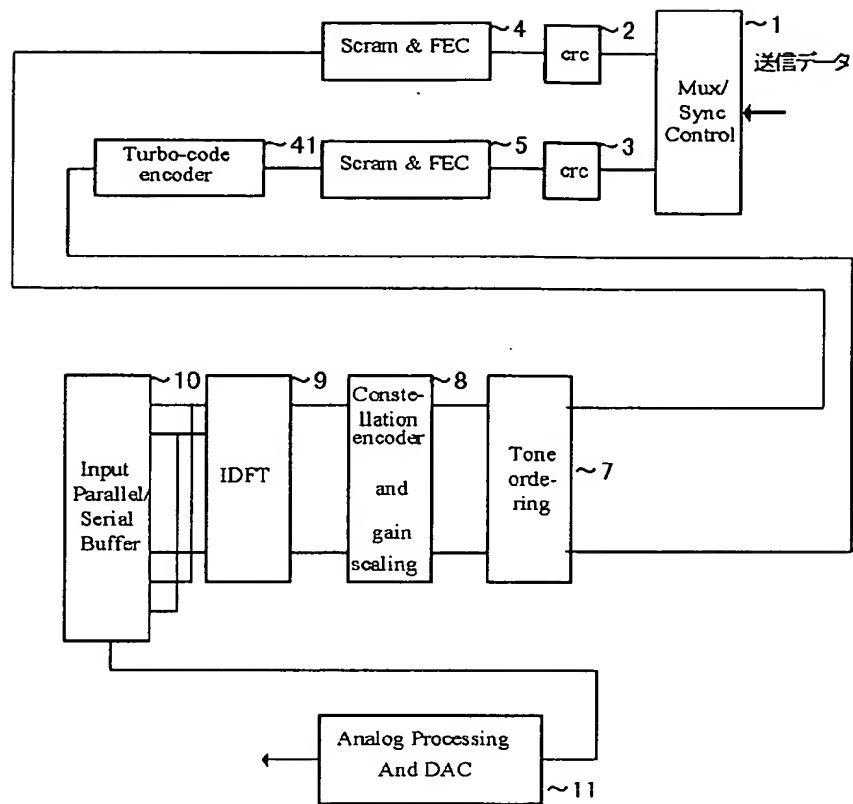 ~4
~2
~1
Scram & FEC
crc
送信データ
Mux/
Sync
Control
~41
~5
~3
Turbo-code
encoder
Scram & FEC
crc
~10
~9
~8
Conste-
llation
encoder
and
gain
scaling
Input
Parallel/
Serial
Buffer
IDFT
Tone
orde-
ring
~7
Analog Processing
And DAC
~11